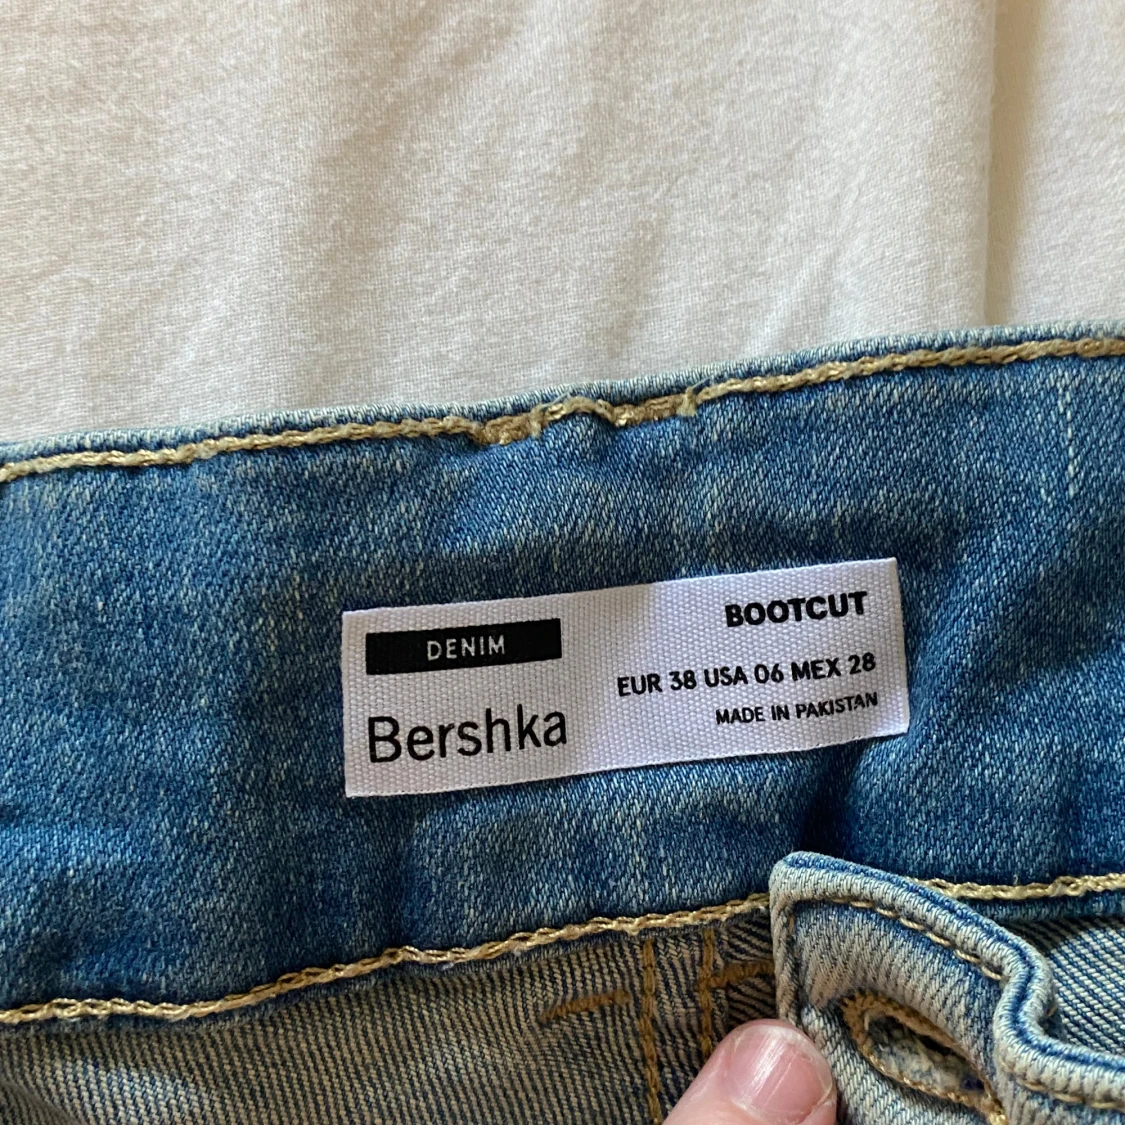 DENIM
Bershka
BOOTCUT
EUR 38 USA 06 MEX 28
MADE IN PAKISTAN